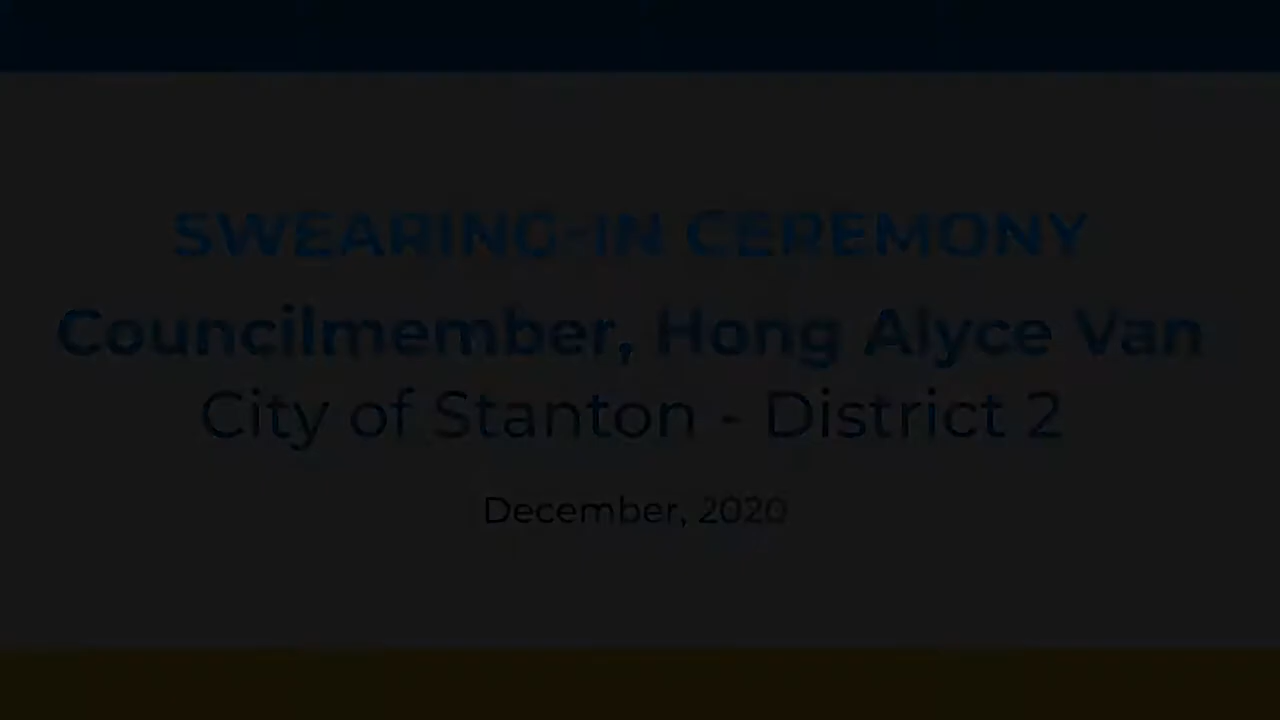 SWEARING-IN CEREMONY
Councilmember, Hong Alyce Van
City of Stanton - District 2
December, 2020